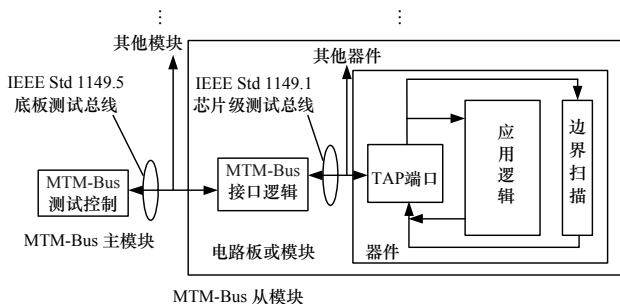 ⋮
⋮
其他模块
其他器件
IEEE Std 1149.5
底板测试总线
IEEE Std 1149.1
芯片级测试总线
MTM-Bus
测试控制
MTM-Bus
接口逻辑
TAP端口
应用逻辑
边界扫描
MTM-Bus 主模块
电路板或模块
器件
MTM-Bus 从模块